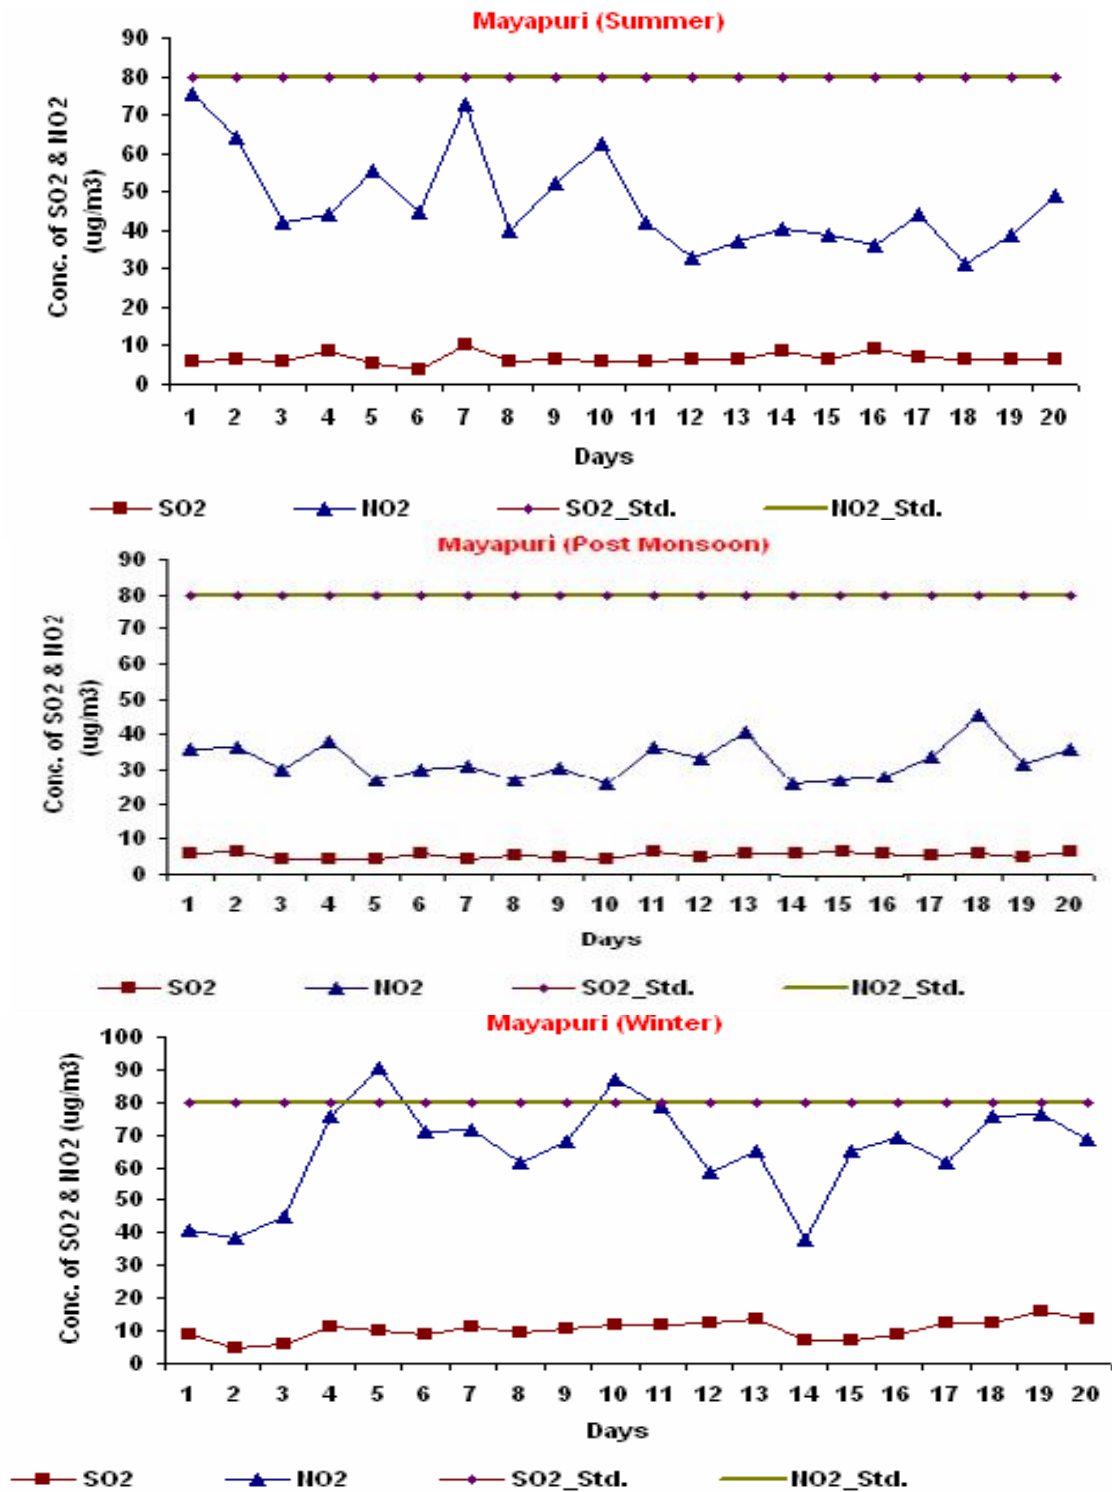 Mayapuri (Summer)
Conc. of SO2 & NO2
(ug/m3)
90
80
70
60
50
40
30
20
10
0
1 2 3 4 5 6 7 8 9 10 11 12 13 14 15 16 17 18 19 20
Days
SO2 NO2 SO2_Std. NO2_Std.
Mayapuri (Post Monsoon)
Conc. of SO2 & NO2
(ug/m3)
90
80
70
60
50
40
30
20
10
0
1 2 3 4 5 6 7 8 9 10 11 12 13 14 15 16 17 18 19 20
Days
SO2 NO2 SO2_Std. NO2_Std.
Mayapuri (Winter)
Conc. of SO2 & NO2 (ug/m3)
100
90
80
70
60
50
40
30
20
10
0
1 2 3 4 5 6 7 8 9 10 11 12 13 14 15 16 17 18 19 20
Days
SO2 NO2 SO2_Std. NO2_Std.